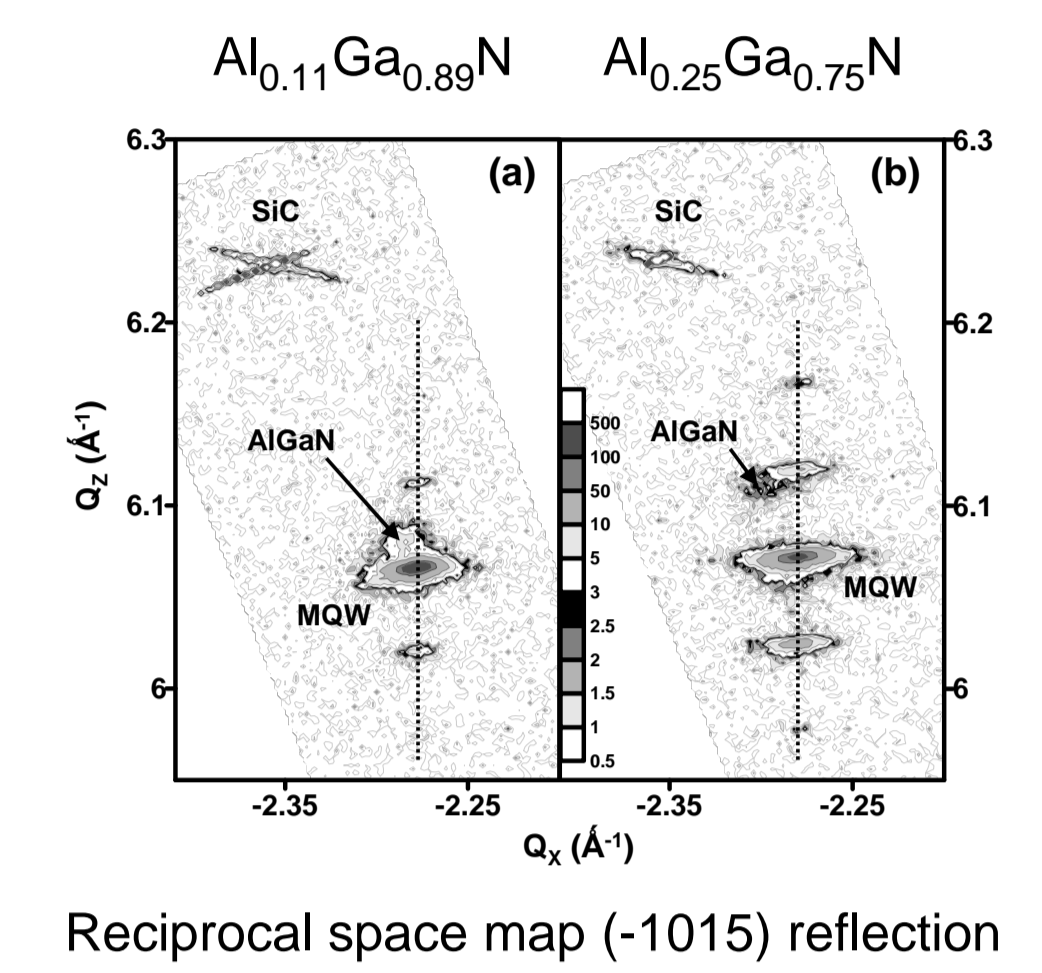 Al0.11Ga0.89N Al0.25Ga0.75N
6.3 (a) (b) 6.3
SiC SiC
6.2 6.2
AlGaN AlGaN
500
100
50
10
5
3
2.5
2
1.5
1
0.5
QZ (Å-1)
6.1 6.1
MQW MQW
6 6
-2.35 -2.25 -2.35 -2.25
QX (Å-1)
Reciprocal space map (-1015) reflection